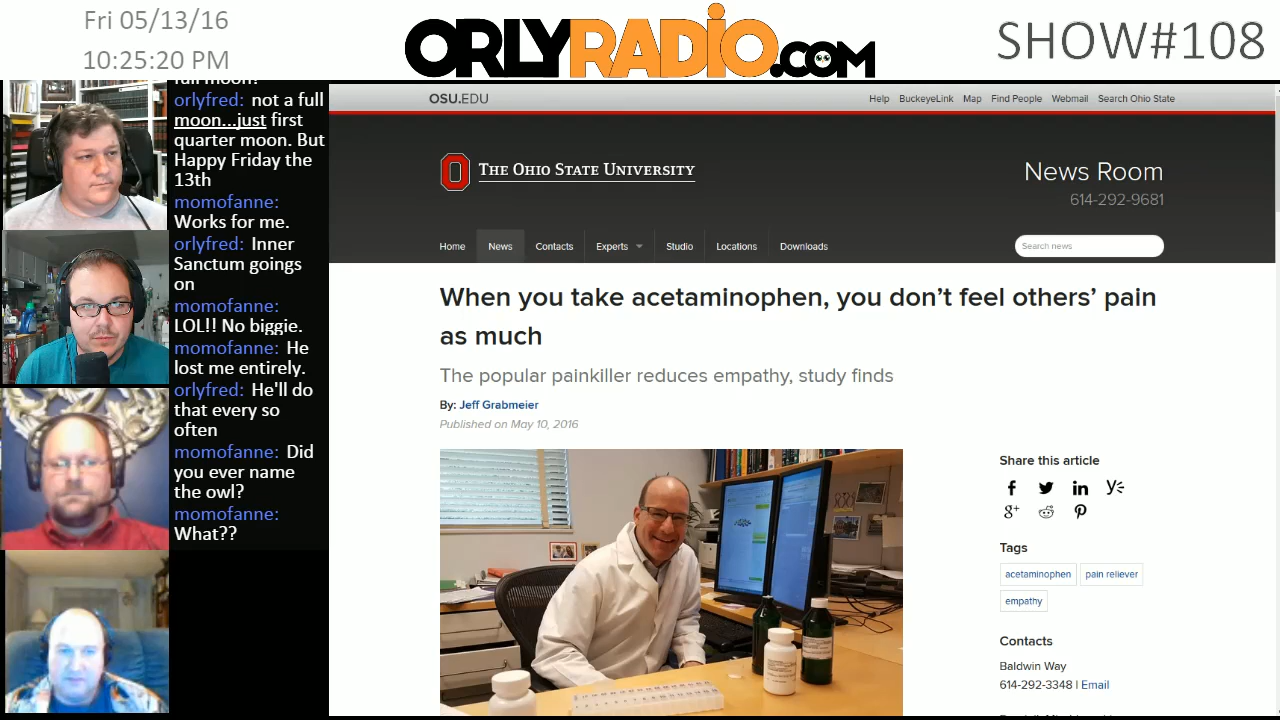 Fri 05/13/16
10:25:20 PM
ORLYRADIO.COM
SHOW#108
full moon?
orlyfred: not a full
moon...just first
quarter moon. But
Happy Friday the
13th
momofanne:
Works for me.
orlyfred: Inner
Sanctum goings
on
momofanne:
LOL!! No biggie.
momofanne: He
lost me entirely.
orlyfred: He'll do
that every so
often
momofanne: Did
you ever name
the owl?
momofanne:
What??
OSU.EDU
Help BuckeyeLink Map Find People Webmail Search Ohio State
THE OHIO STATE UNIVERSITY
News Room
614-292-9681
Home News Contacts Experts Studio Locations Downloads
Search news
When you take acetaminophen, you don't feel others' pain
as much
The popular painkiller reduces empathy, study finds
By: Jeff Grabmeier
Published on May 10, 2016
Share this article
Tags
acetaminophen pain reliever
empathy
Contacts
Baldwin Way
614-292-3348 | Email